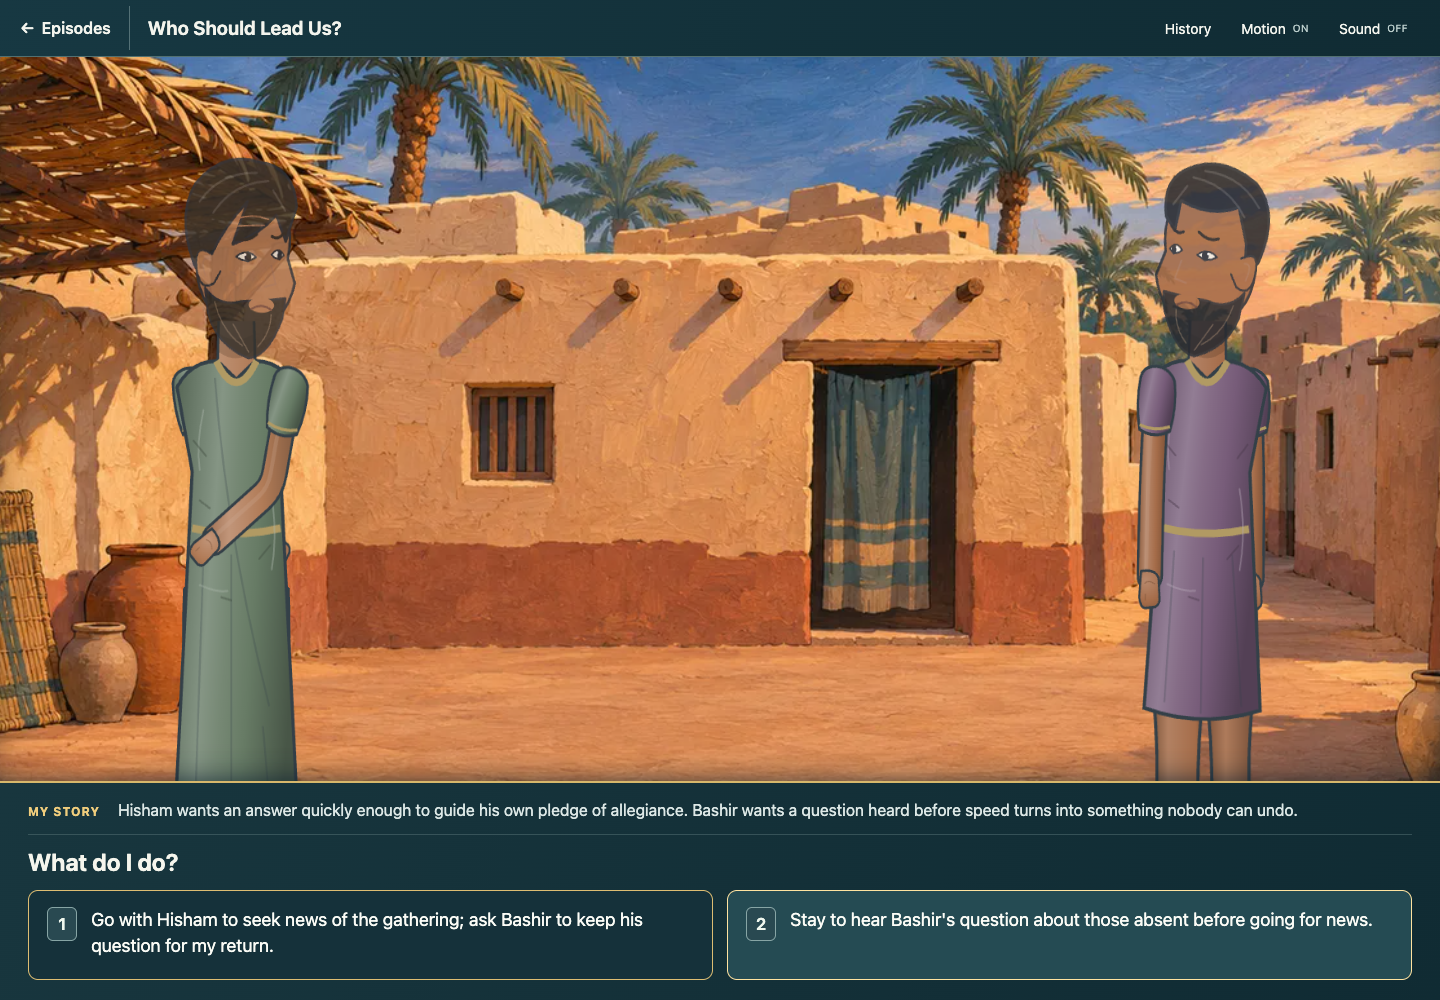 ← Episodes
Who Should Lead Us?
History
Motion ON
Sound OFF
MY STORY Hisham wants an answer quickly enough to guide his own pledge of allegiance. Bashir wants a question heard before speed turns into something nobody can undo.
What do I do?
1 Go with Hisham to seek news of the gathering; ask Bashir to keep his
question for my return.
2 Stay to hear Bashir's question about those absent before going for news.